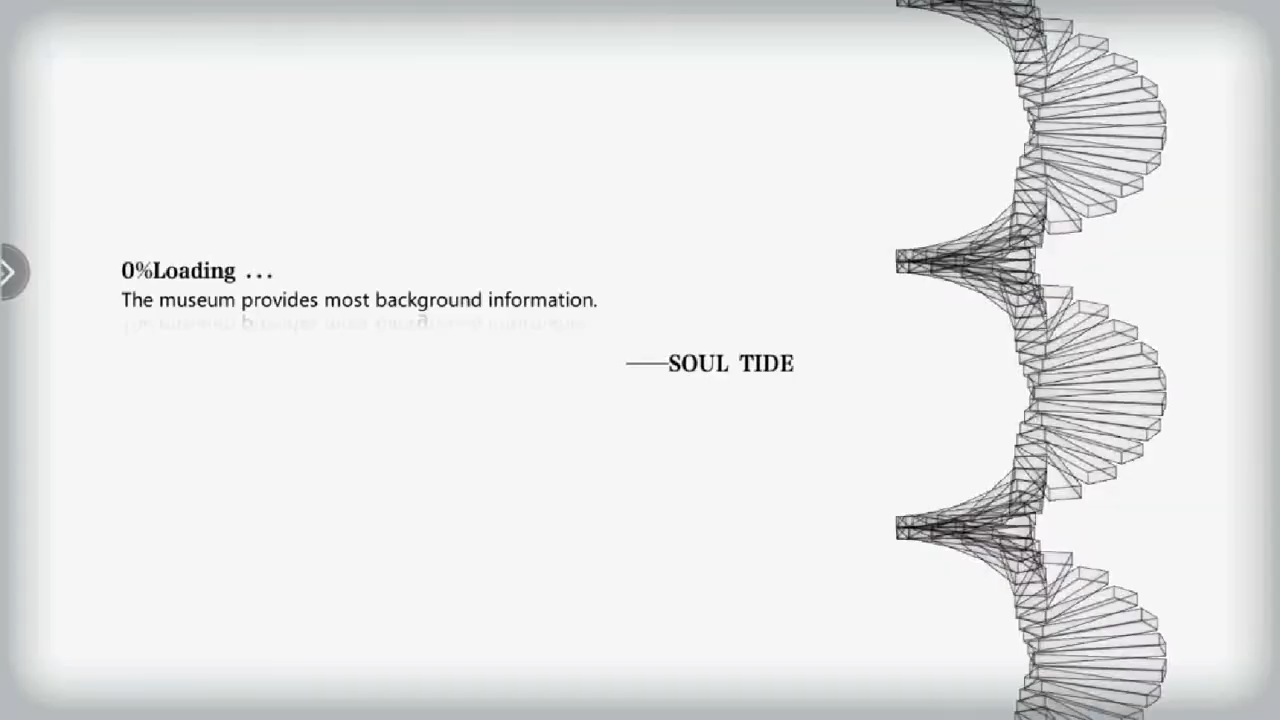 0%Loading ...
The museum provides most background information.
——SOUL TIDE